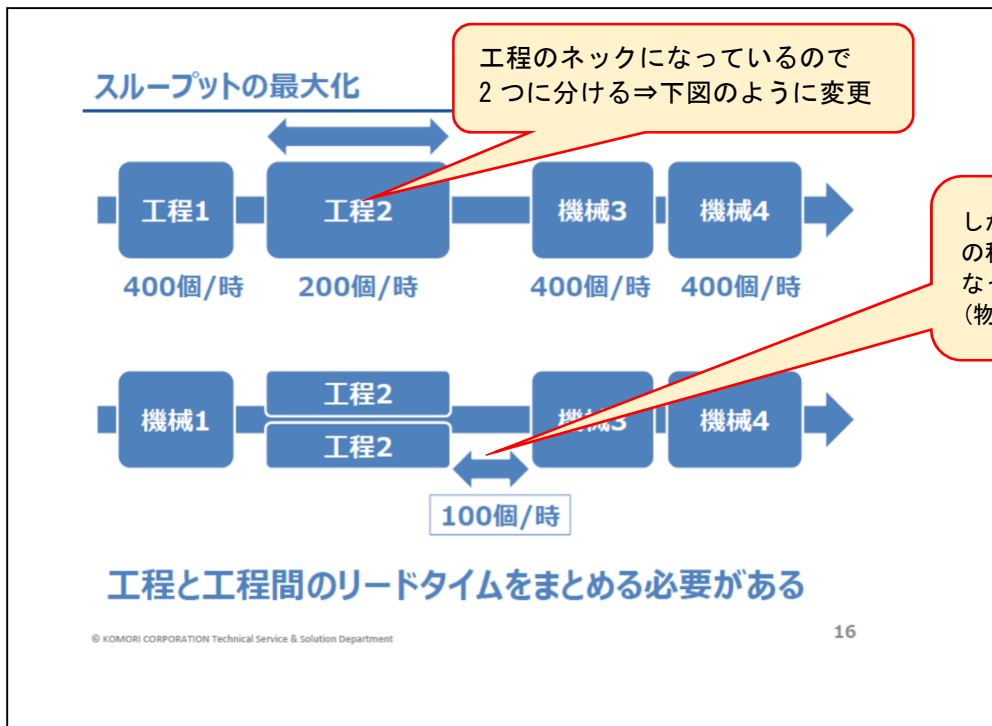 スループットの最大化
工程のネックになっているので
2つに分ける⇒下図のように変更
工程1
工程2
機械3
機械4
400個/時
200個/時
400個/時
400個/時
の
(物
機械1
工程2
工程2
機械3
機械4
100個/時
工程と工程間のリードタイムをまとめる必要がある
© KOMORI CORPORATION Technical Service & Solution Department
16